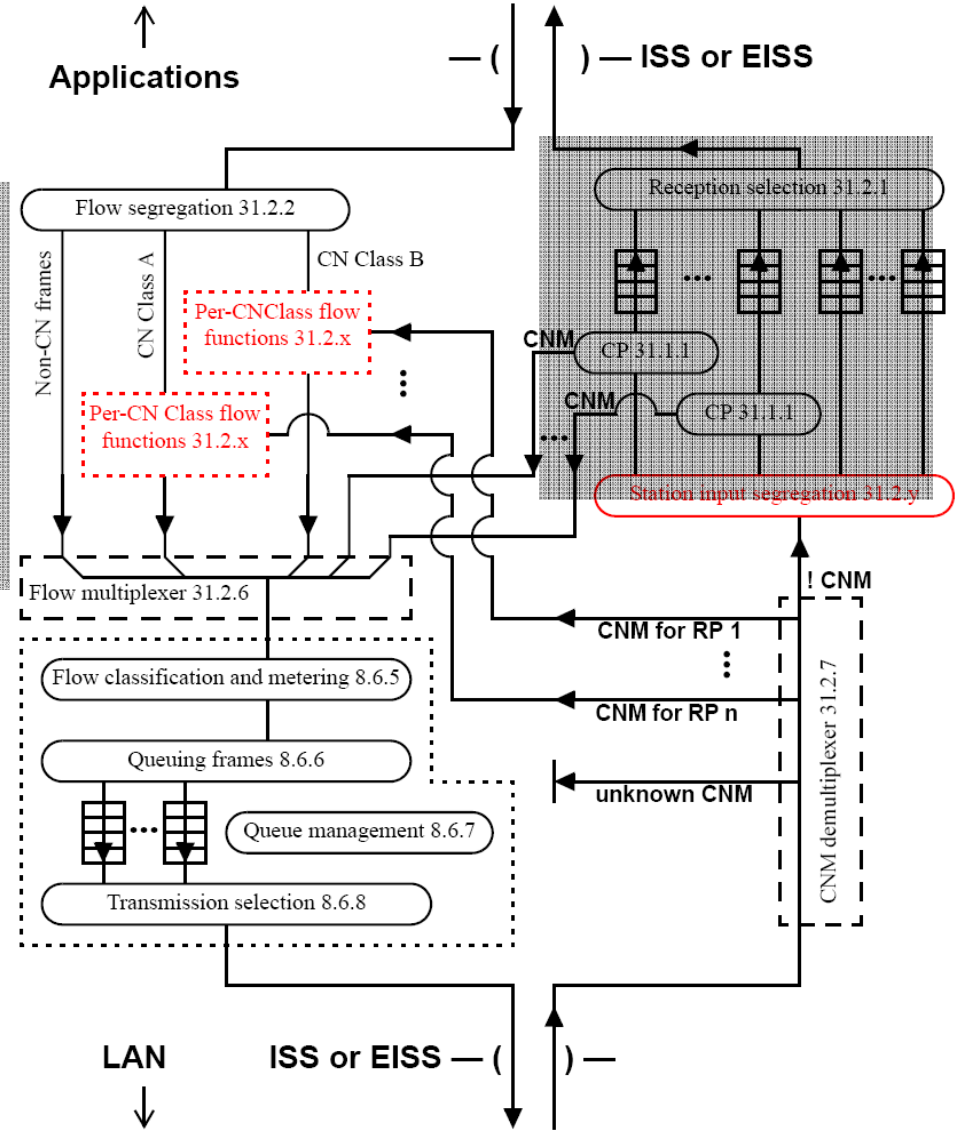 Applications
— ( ) — ISS or EISS
Reception selection 31.2.1
Flow segregation 31.2.2
Non-CN frames
CN Class A
CN Class B
Per-CNClass flow
functions 31.2.x
Per-CN Class flow
functions 31.2.x
...
...
CNM
CP 31.1.1
CNM
CP 31.1.1
...
...
Station input segregation 31.2.y
! CNM
Flow multiplexer 31.2.6
CNM for RP 1
...
CNM for RP n
unknown CNM
CNM demultiplexer 31.2.7
Flow classification and metering 8.6.5
Queuing frames 8.6.6
...
Queue management 8.6.7
Transmission selection 8.6.8
LAN
ISS or EISS — ( ) —